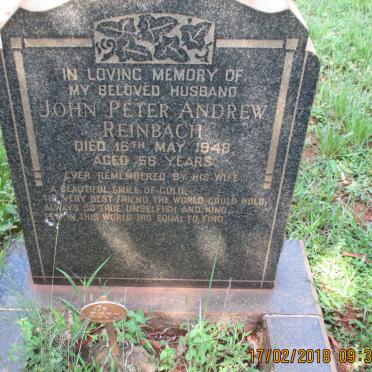 IN LOVING MEMORY OF
MY BELOVED HUSBAND
JOHN PETER ANDREW
REINBACH
DIED 16TH MAY 1948
AGED 56 YEARS
EVER REMEMBERED BY HIS WIFE
A BEAUTIFUL SMILE OF GOLD,
THE VERY BEST FRIEND THE WORLD COULD HOLD,
ALWAYS SO TRUE, UNSELFISH AND KIND
IN THIS WORLD HIS EQUAL TO FIND.
17/02/2018 09:3